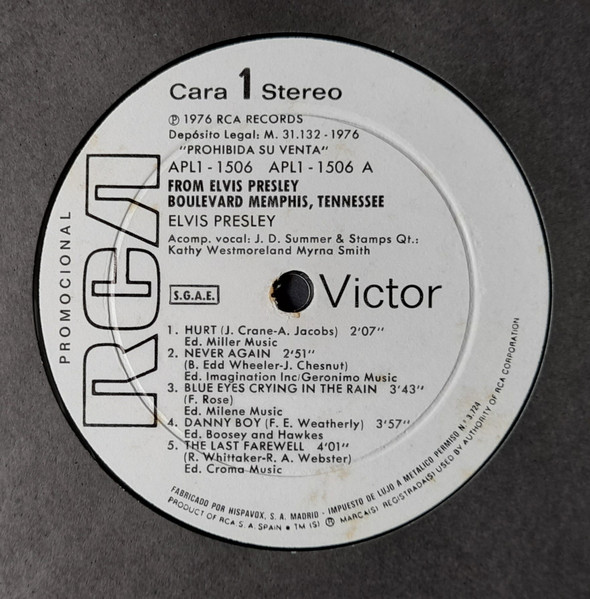 Cara 1 Stereo
℗ 1976 RCA RECORDS
Depósito Legal: M. 31.132 - 1976
"PROHIBIDA SU VENTA"
APL1 - 1506 APL1 - 1506 A
FROM ELVIS PRESLEY
BOULEVARD MEMPHIS, TENNESSEE
ELVIS PRESLEY
Acomp. vocal: J. D. Summer & Stamps Qt.:
Kathy Westmoreland Myrna Smith
PROMOCIONAL
RCA
S.G.A.E.
Victor
1. HURT (J. Crane-A. Jacobs) 2'07"
Ed. Miller Music
2. NEVER AGAIN 2'51"
(B. Edd Wheeler-J. Chesnut)
Ed. Imagination Inc/Geronimo Music
3. BLUE EYES CRYING IN THE RAIN 3'43"
(F. Rose)
Ed. Milene Music
4. DANNY BOY (F. E. Weatherly) 3'57"
Ed. Boosey and Hawkes
5. THE LAST FAREWELL 4'01"
(R. Whittaker-R. A. Webster)
Ed. Croma Music
FABRICADO POR HISPAVOX, S. A. MADRID - IMPUESTO DE LUJO A METALICO PERMISO N.º 3.724
PRODUCT OF RCA S. A. SPAIN • TM (S) ® MARCA(S) REGISTRADA(S) USED BY AUTHORITY OF RCA CORPORATION